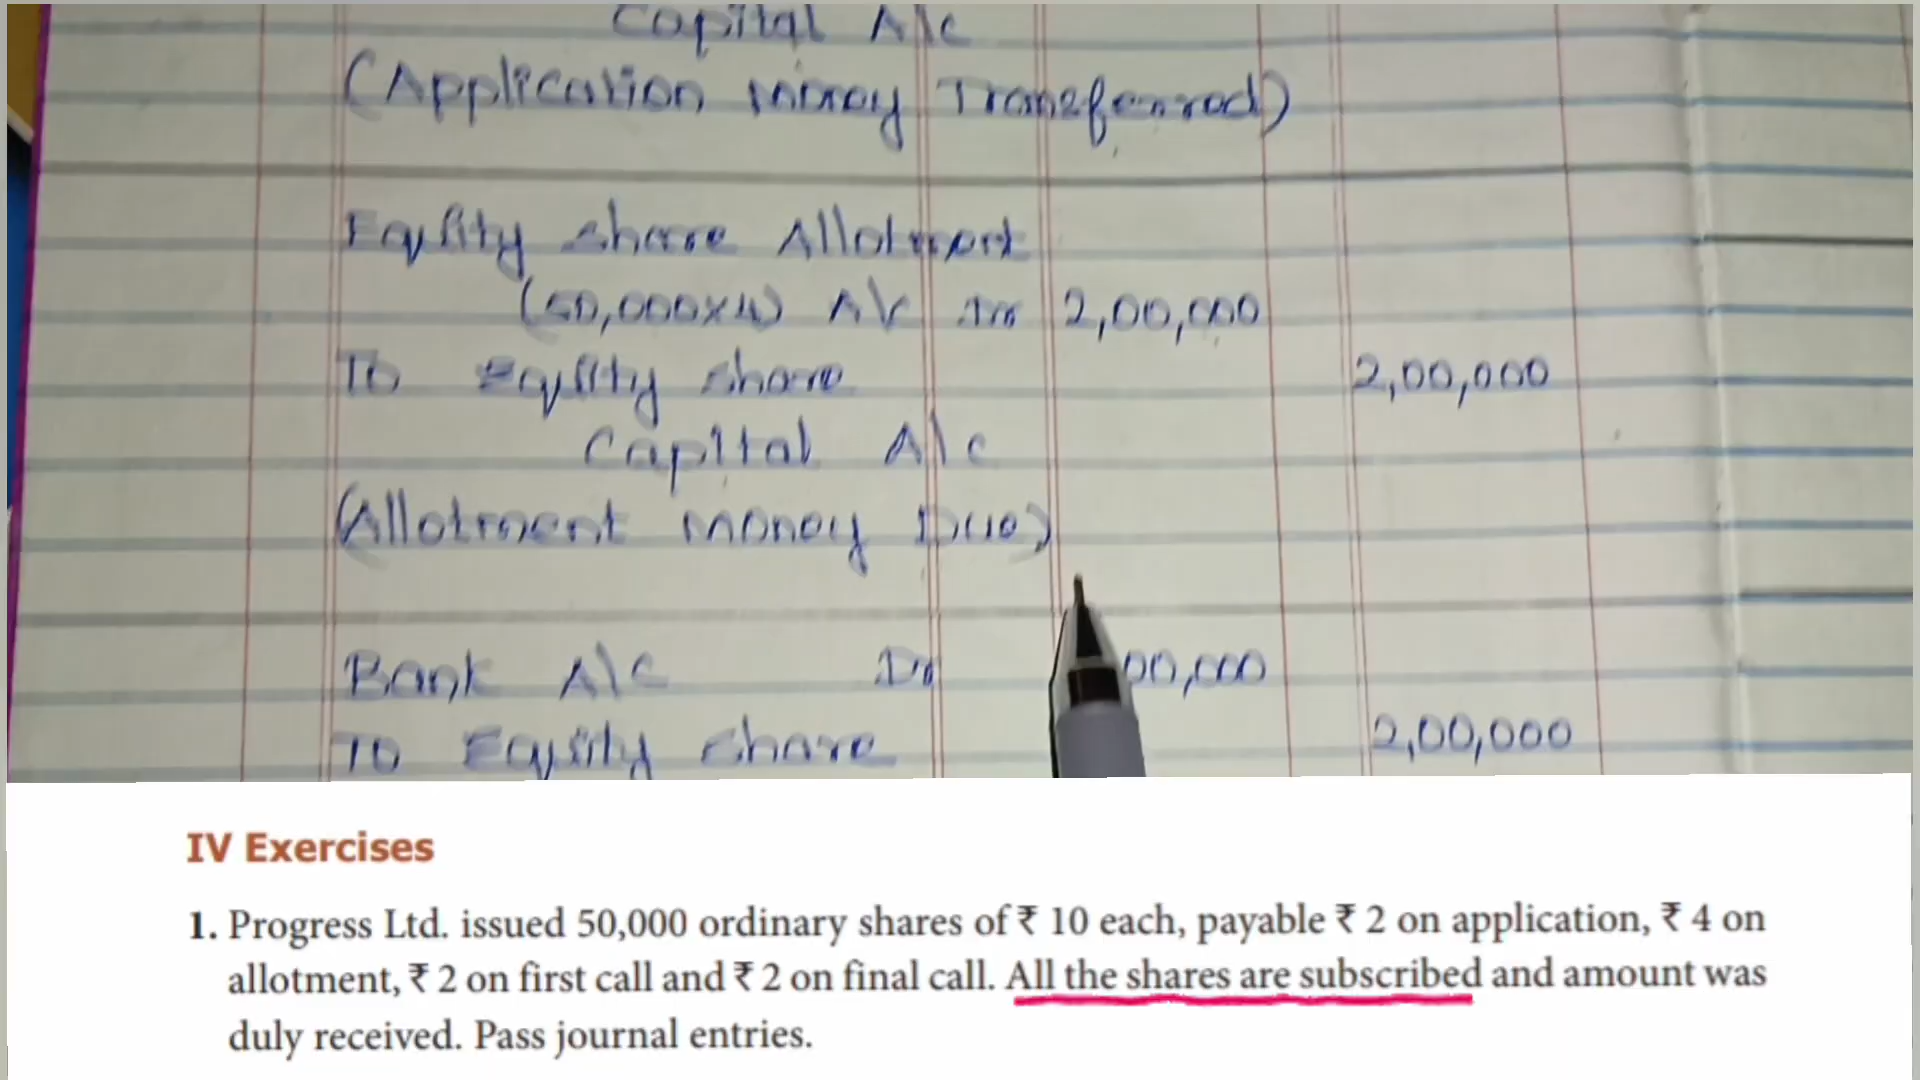 Capital A/c
(Application money Transferred)
Equity share Allotment
(50,000x4) A/c Dr 2,00,000
To Equity share 2,00,000
Capital A/c
(Allotment money Due)
Bank A/c Dr 00,000
To Equity share 2,00,000
IV Exercises
1. Progress Ltd. issued 50,000 ordinary shares of ₹ 10 each, payable ₹ 2 on application, ₹ 4 on
allotment, ₹ 2 on first call and ₹ 2 on final call. All the shares are subscribed and amount was
duly received. Pass journal entries.